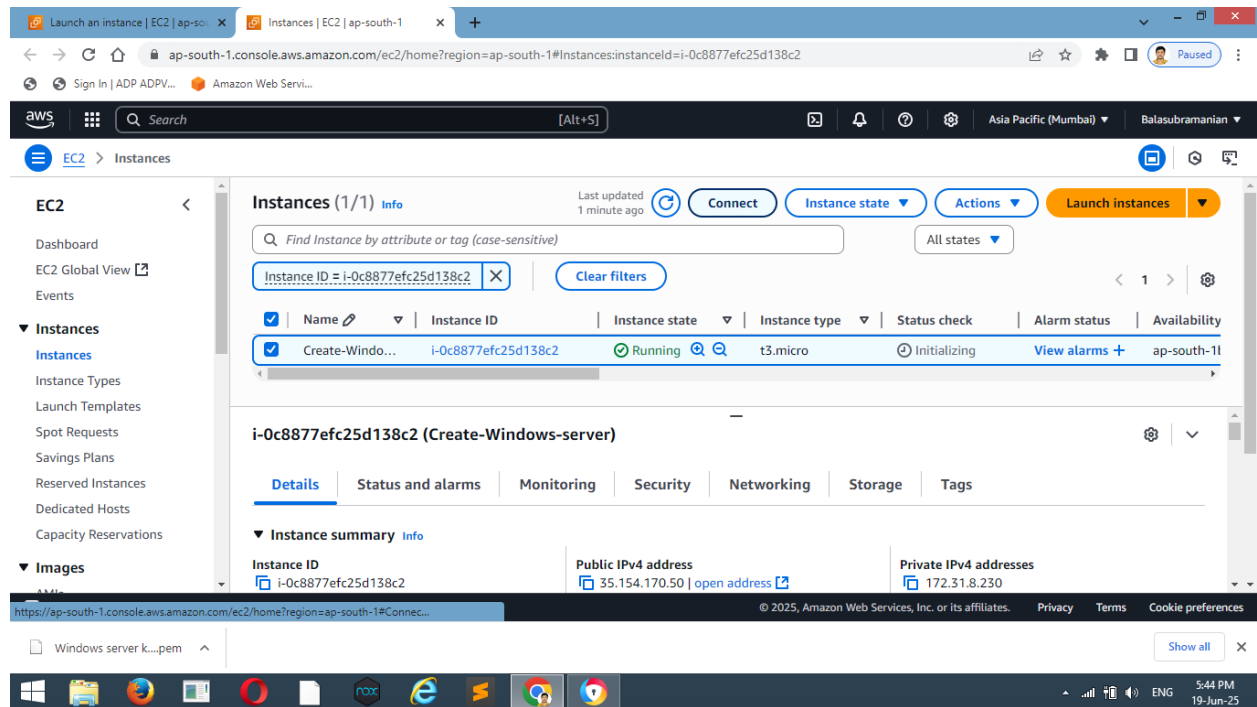 Launch an instance | EC2 | ap-sou
Instances | EC2 | ap-south-1
ap-south-1.console.aws.amazon.com/ec2/home?region=ap-south-1#Instances:instanceId=i-0c8877efc25d138c2
Paused
Sign In | ADP ADPV...
Amazon Web Servi...
aws
Search
[Alt+S]
Asia Pacific (Mumbai)
Balasubramanian
EC2 > Instances
EC2
Dashboard
EC2 Global View
Events
Instances
Instances
Instance Types
Launch Templates
Spot Requests
Savings Plans
Reserved Instances
Dedicated Hosts
Capacity Reservations
Images
Instances (1/1) Info
Last updated
1 minute ago
Connect
Instance state
Actions
Launch instances
Find Instance by attribute or tag (case-sensitive)
All states
Instance ID = i-0c8877efc25d138c2
Clear filters
1
Name Instance ID Instance state Instance type Status check Alarm status Availability
Create-Windo... i-0c8877efc25d138c2 Running t3.micro Initializing View alarms + ap-south-1b
i-0c8877efc25d138c2 (Create-Windows-server)
Details Status and alarms Monitoring Security Networking Storage Tags
Instance summary Info
Instance ID Public IPv4 address Private IPv4 addresses
i-0c8877efc25d138c2 35.154.170.50 | open address 172.31.8.230
https://ap-south-1.console.aws.amazon.com/ec2/home?region=ap-south-1#Connec...
© 2025, Amazon Web Services, Inc. or its affiliates. Privacy Terms Cookie preferences
Windows server k....pem
Show all
nox
ENG
5:44 PM
19-Jun-25